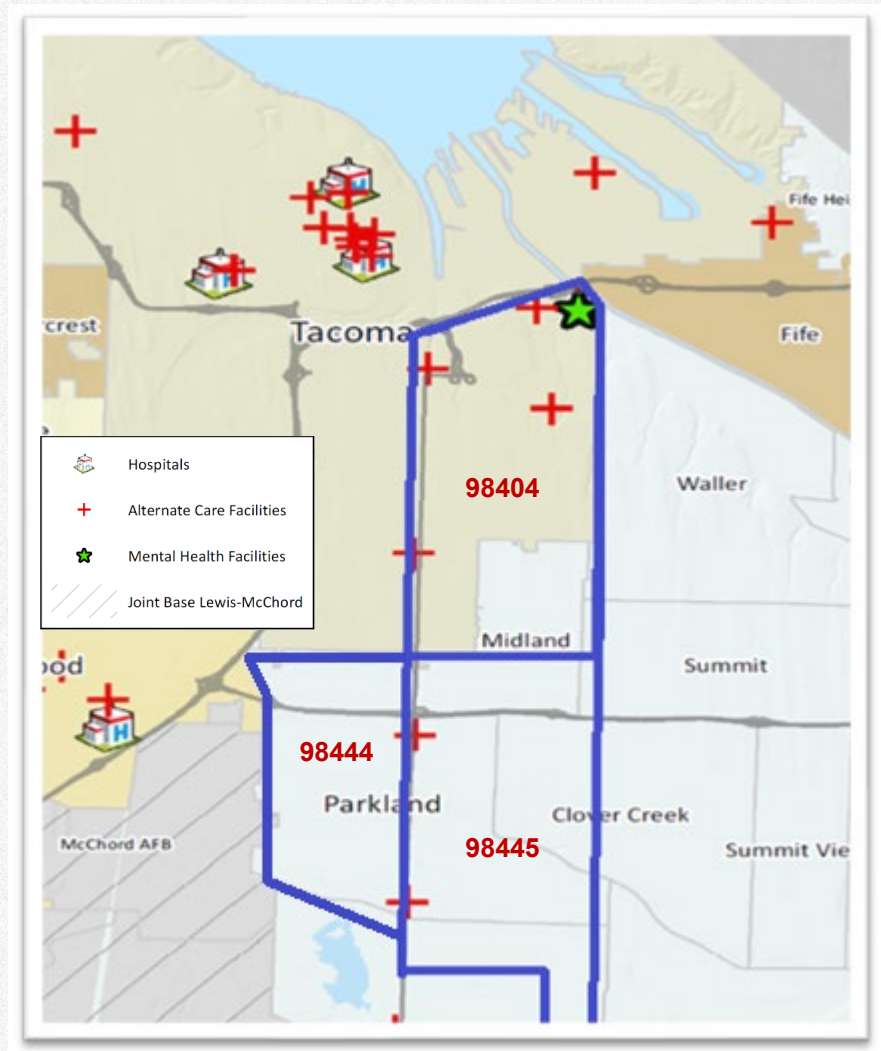 Fife Hei
Tacoma
crest
Fife
Hospitals
Alternate Care Facilities
Mental Health Facilities
Joint Base Lewis-McChord
98404
Waller
Midland
ood
Summit
98444
Parkland
Clover Creek
McChord AFB
98445
Summit Vie